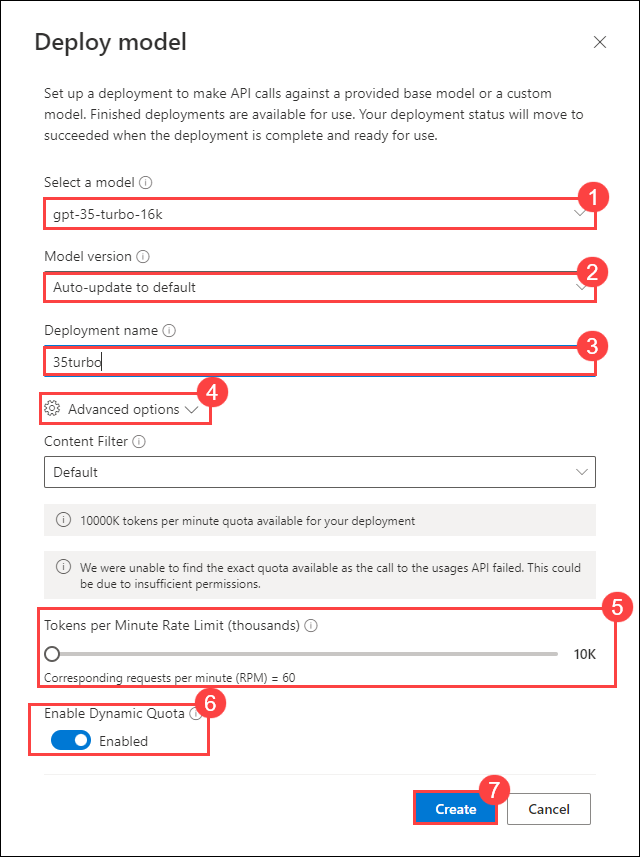 Deploy model
Set up a deployment to make API calls against a provided base model or a custom
model. Finished deployments are available for use. Your deployment status will move to
succeeded when the deployment is complete and ready for use.
Select a model
1
gpt-35-turbo-16k
Model version
2
Auto-update to default
Deployment name
3
35turbo
4
Advanced options
Content Filter
Default
10000K tokens per minute quota available for your deployment
We were unable to find the exact quota available as the call to the usages API failed. This could
be due to insufficient permissions.
5
Tokens per Minute Rate Limit (thousands)
10K
Corresponding requests per minute (RPM) = 60
6
Enable Dynamic Quota
Enabled
7
Create
Cancel